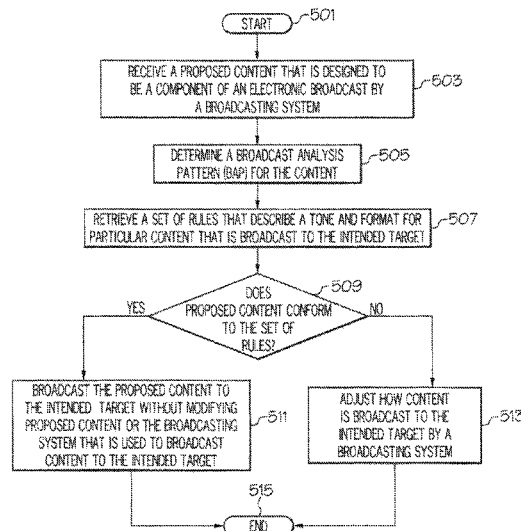 START
501
RECEIVE A PROPOSED CONTENT THAT IS DESIGNED TO
BE A COMPONENT OF AN ELECTRONIC BROADCAST BY
A BROADCASTING SYSTEM
503
DETERMINE A BROADCAST ANALYSIS
PATTERN (BAP) FOR THE CONTENT
505
RETRIEVE A SET OF RULES THAT DESCRIBE A TONE AND FORMAT FOR
PARTICULAR CONTENT THAT IS BROADCAST TO THE INTENDED TARGET
507
509
DOES
PROPOSED CONTENT CONFORM
TO THE SET OF
RULES?
YES
NO
BROADCAST THE PROPOSED CONTENT TO
THE INTENDED TARGET WITHOUT MODIFYING
PROPOSED CONTENT OR THE BROADCASTING
SYSTEM THAT IS USED TO BROADCAST
CONTENT TO THE INTENDED TARGET
511
ADJUST HOW CONTENT
IS BROADCAST TO THE
INTENDED TARGET BY A
BROADCASTING SYSTEM
513
515
END